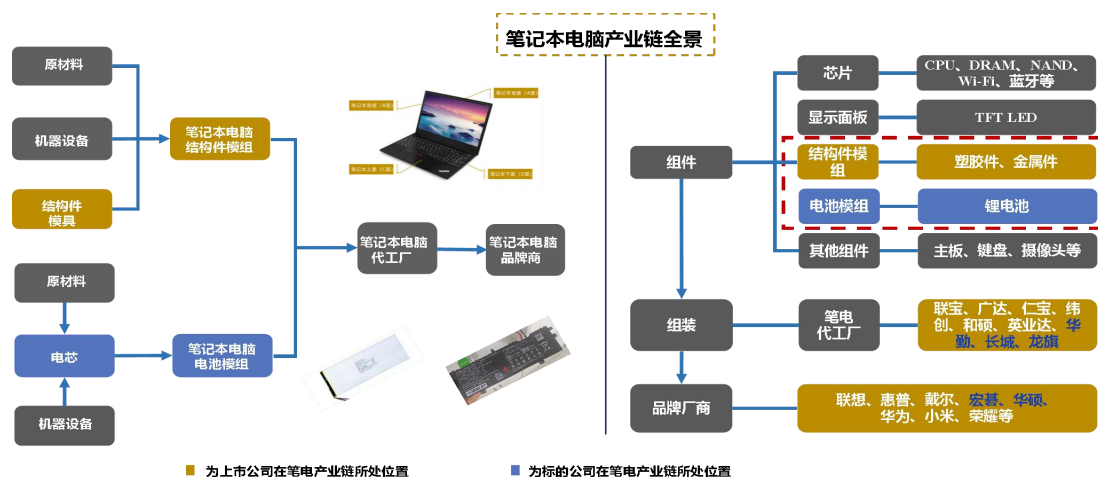 笔记本电脑产业链全景
原材料
机器设备
结构件
模具
笔记本电脑
结构件模组
笔记本电脑
代工厂
笔记本电脑
品牌商
原材料
电芯
机器设备
笔记本电脑
电池模组
组件
芯片
CPU、DRAM、NAND、
Wi-Fi、蓝牙等
显示面板
TFT LED
结构件模
组
塑胶件、金属件
电池模组
锂电池
其他组件
主板、键盘、摄像头等
组装
笔电
代工厂
联宝、广达、仁宝、纬
创、和硕、英业达、华
勤、长城、龙旗
品牌厂商
联想、惠普、戴尔、宏碁、华硕、
华为、小米、荣耀等
为上市公司在笔电产业链所处位置
为标的公司在笔电产业链所处位置